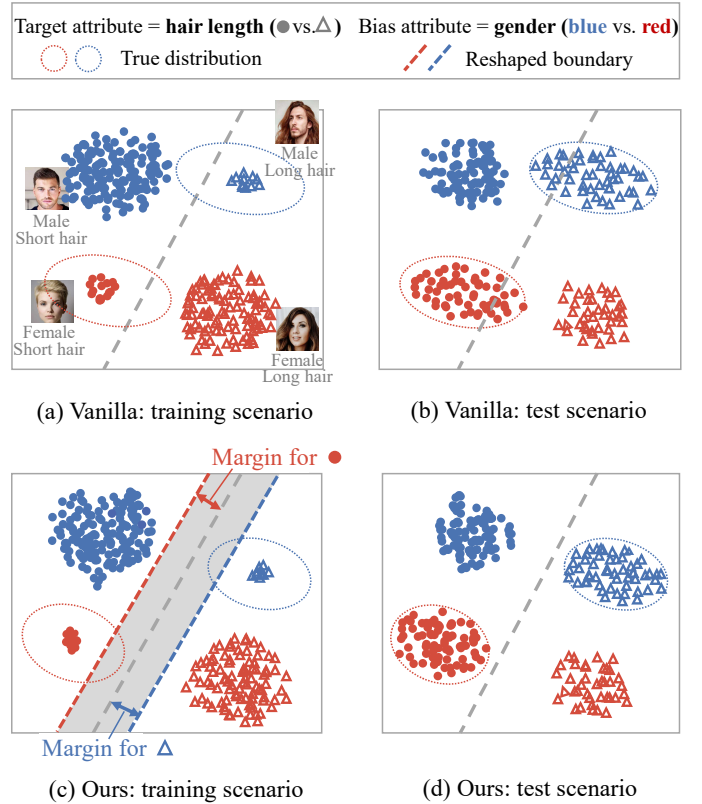 Target attribute = hair length (● vs.△) Bias attribute = gender (blue vs. red)
True distribution Reshaped boundary
Male
Long hair
Male
Short hair
Female
Short hair
Female
Long hair
(a) Vanilla: training scenario
(b) Vanilla: test scenario
Margin for ●
Margin for △
(c) Ours: training scenario
(d) Ours: test scenario